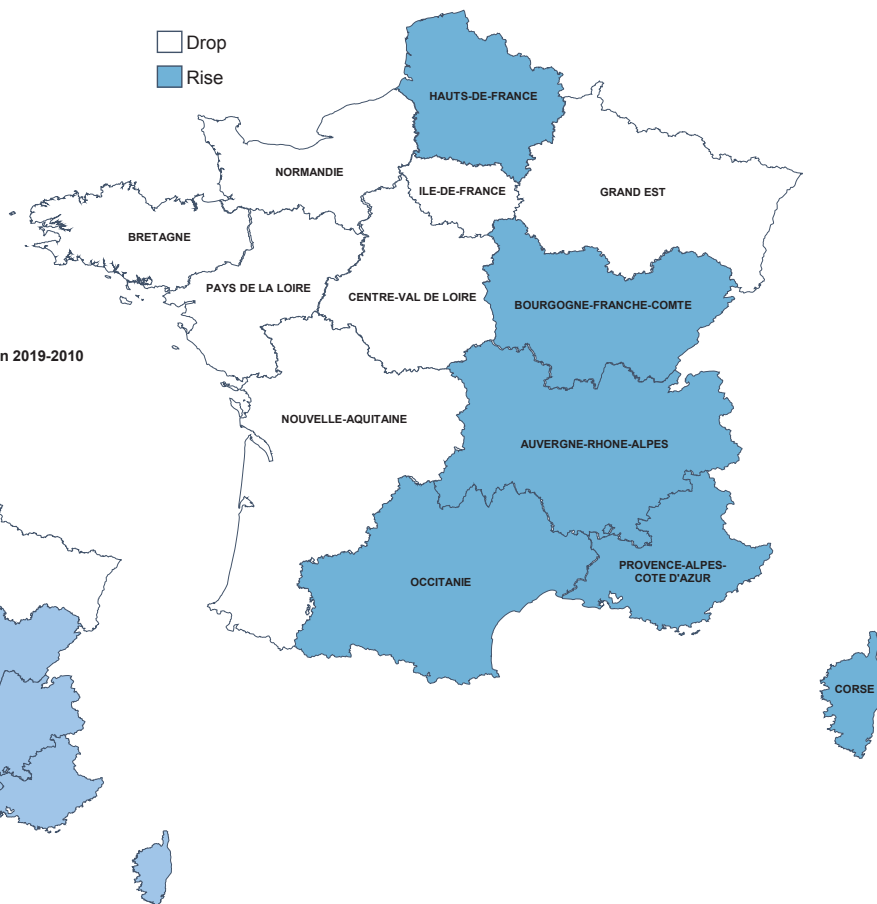 Drop
Rise
HAUTS-DE-FRANCE
NORMANDIE
ILE-DE-FRANCE
GRAND EST
BRETAGNE
PAYS DE LA LOIRE
CENTRE-VAL DE LOIRE
BOURGOGNE-FRANCHE-COMTE
n 2019-2010
NOUVELLE-AQUITAINE
AUVERGNE-RHONE-ALPES
OCCITANIE
PROVENCE-ALPES-
COTE D'AZUR
CORSE